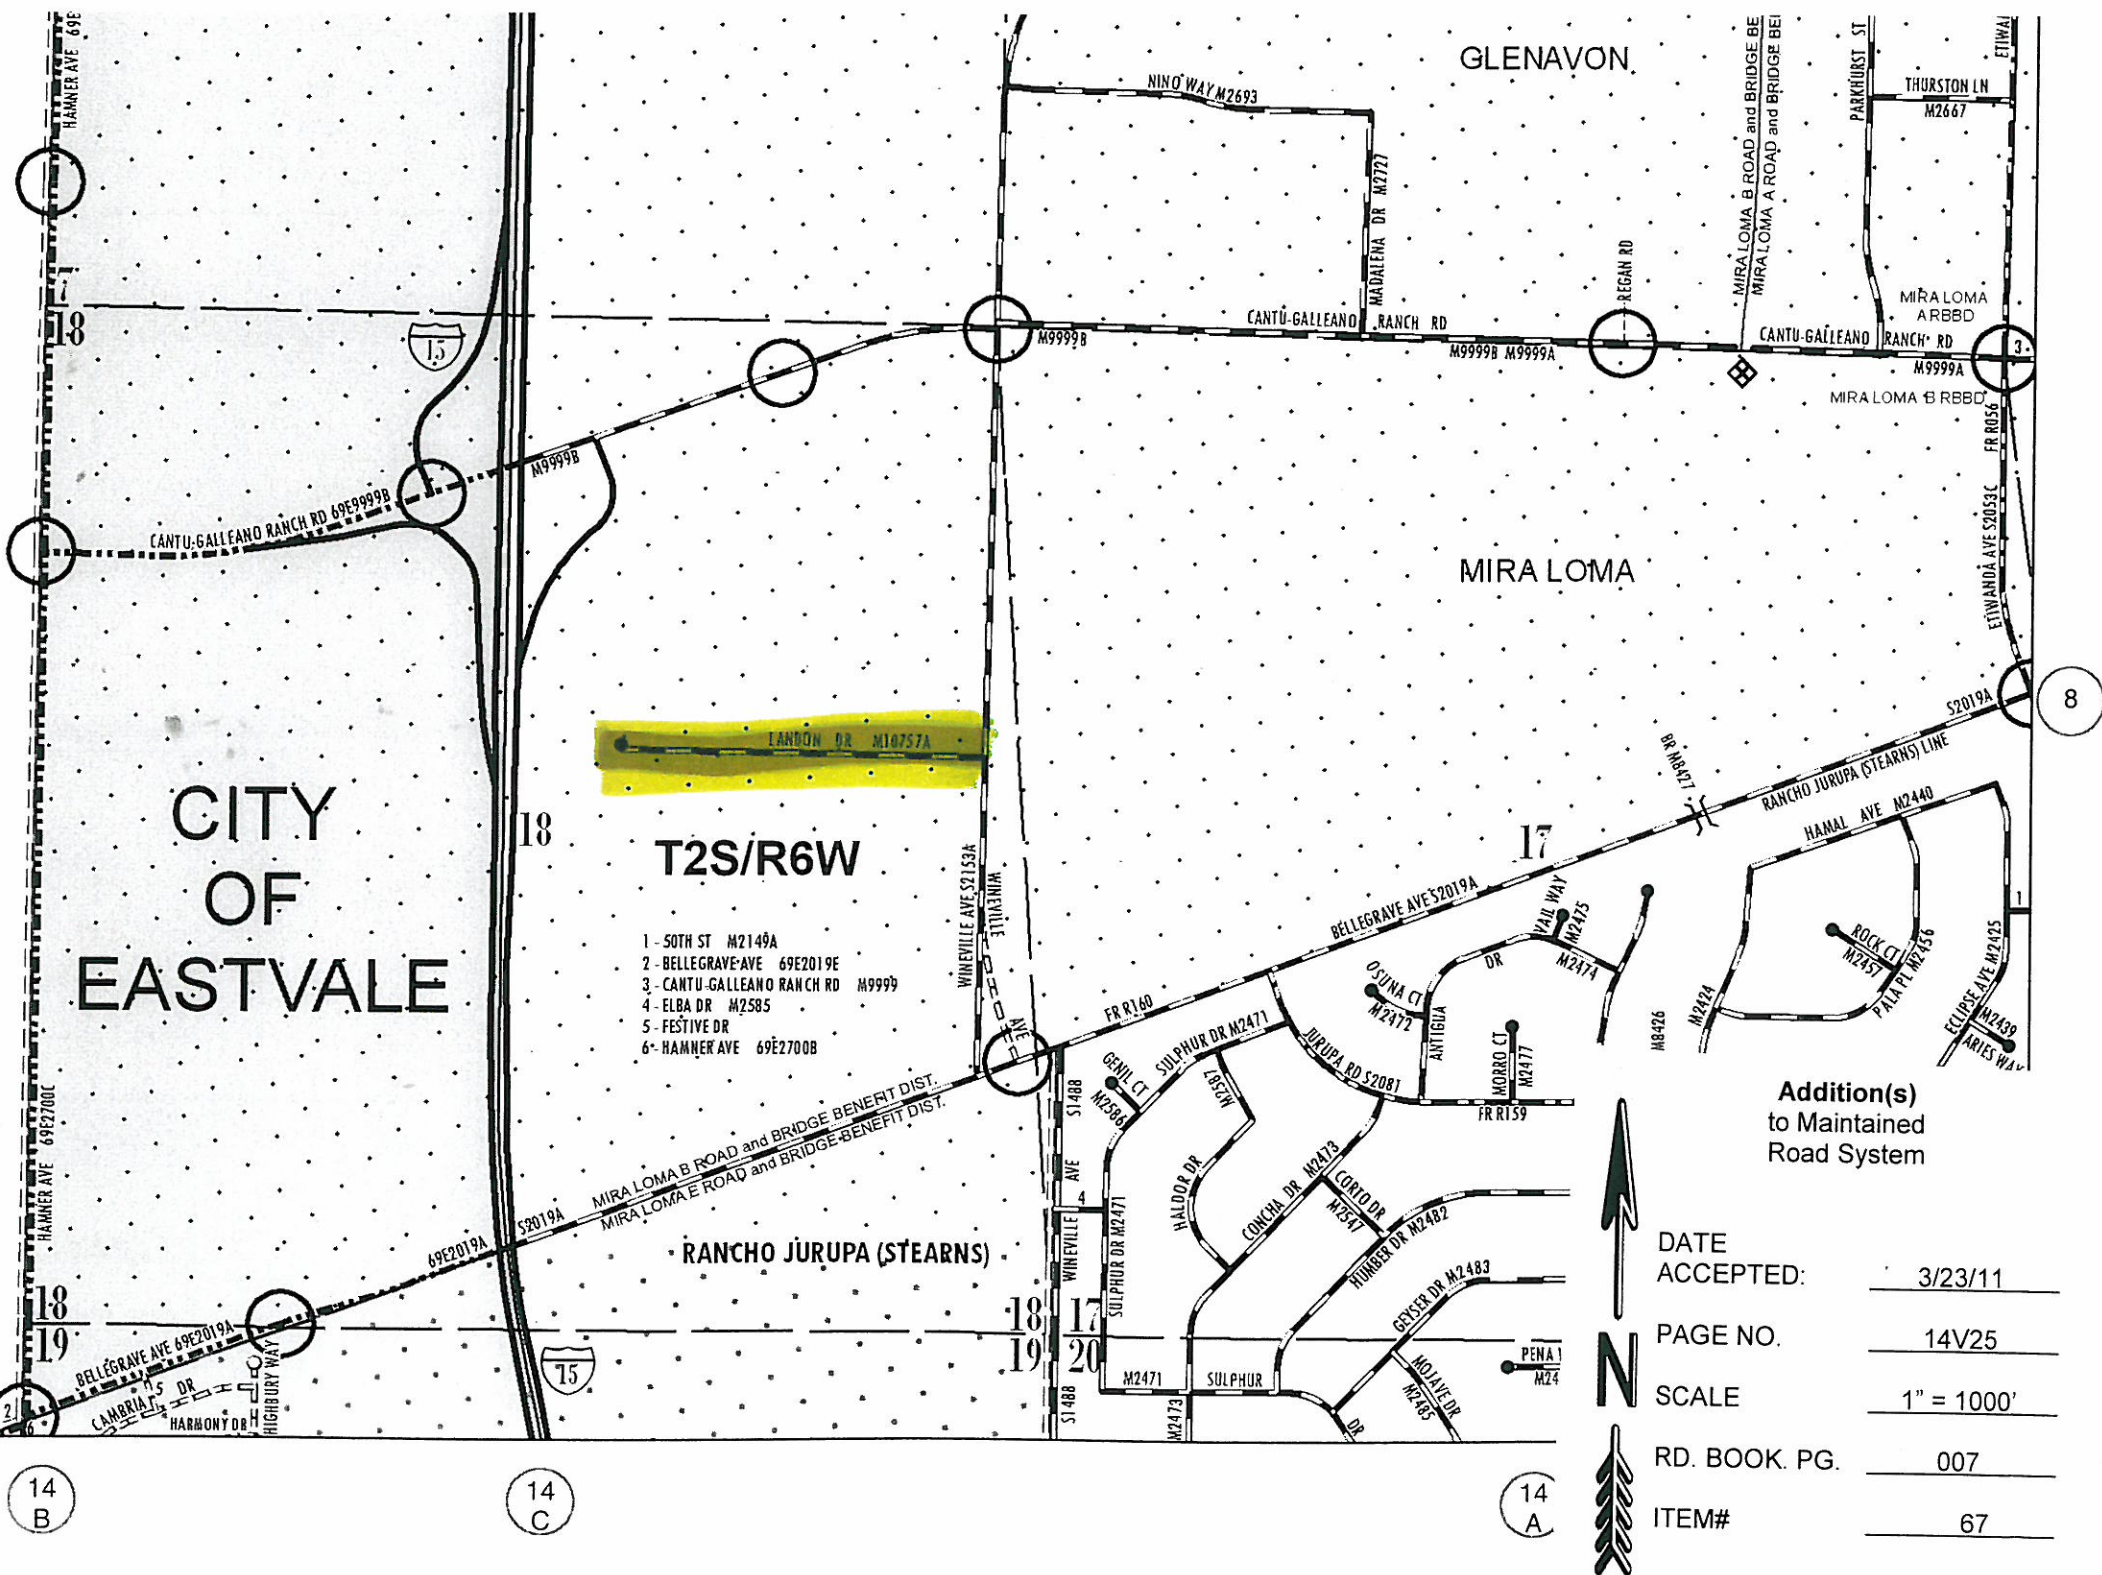 HAMNER AVE 69E
GLENAVON
NINO WAY M2693
MADALENA DR M2727
REGAN RD
MIRA LOMA B ROAD and BRIDGE BE
MIRA LOMA A ROAD and BRIDGE BE
PARKHURST ST
THURSTON LN
M2667
ETIWA
7
18
15
CANTU-GALLEANO RANCH RD
M9999B
M9999B M9999A
CANTU-GALLEANO RANCH RD
M9999A
MIRA LOMA
A RBBD
3
MIRA LOMA B RBBD
FR R056
ETIWANDA AVE S2053C
M9999B
CANTU-GALLEANO RANCH RD 69E9999B
MIRA LOMA
8
S2019A
LANDON DR M10757A
BR M8427
RANCHO JURUPA (STEARNS) LINE
CITY
OF
EASTVALE
18
T2S/R6W
17
HAMAL AVE M2440
WINEVILLE AVE S2153A
WINEVILLE
AVE
BELLEGRAVE AVE S2019A
1 - 50TH ST M2149A
2 - BELLEGRAVE AVE 69E2019E
3 - CANTU-GALLEANO RANCH RD M9999
4 - ELBA DR M2585
5 - FESTIVE DR
6 - HAMNER AVE 69E2700B
VAIL WAY
M2475
M2474
DR
ANTIGUA
OSUNA CT
M2472
MORRO CT
M2477
ROCK CT
M2457
PALA PL M2456
1
ECLIPSE AVE M2425
M2439
ARIES WAY
M2424
M8426
FR R160
SULPHUR DR M2471
JURUPA RD S2081
FR R159
GENIL CT
M2586
M2587
S1488
HAMNER AVE 69E2700C
MIRA LOMA B ROAD and BRIDGE BENEFIT DIST.
MIRA LOMA E ROAD and BRIDGE BENEFIT DIST.
WINEVILLE AVE
4
SULPHUR DR M2471
HALDOR DR
CONCHA DR M2473
CORTO DR
M2547
HUMBER DR M2482
GEYSER DR M2483
Addition(s)
to Maintained
Road System
69E2019A
S2019A
RANCHO JURUPA (STEARNS)
18
19
18 17
19 20
15
BELLEGRAVE AVE 69E2019A
5
CAMBRIA DR
HARMONY DR
HIGHBURY WAY
2
6
S1488
M2471
M2473
SULPHUR
DR
MOJAVE DR
M2485
PENA
M24
N
DATE
ACCEPTED: 3/23/11
PAGE NO. 14V25
SCALE 1" = 1000'
RD. BOOK. PG. 007
ITEM# 67
14
B
14
C
14
A